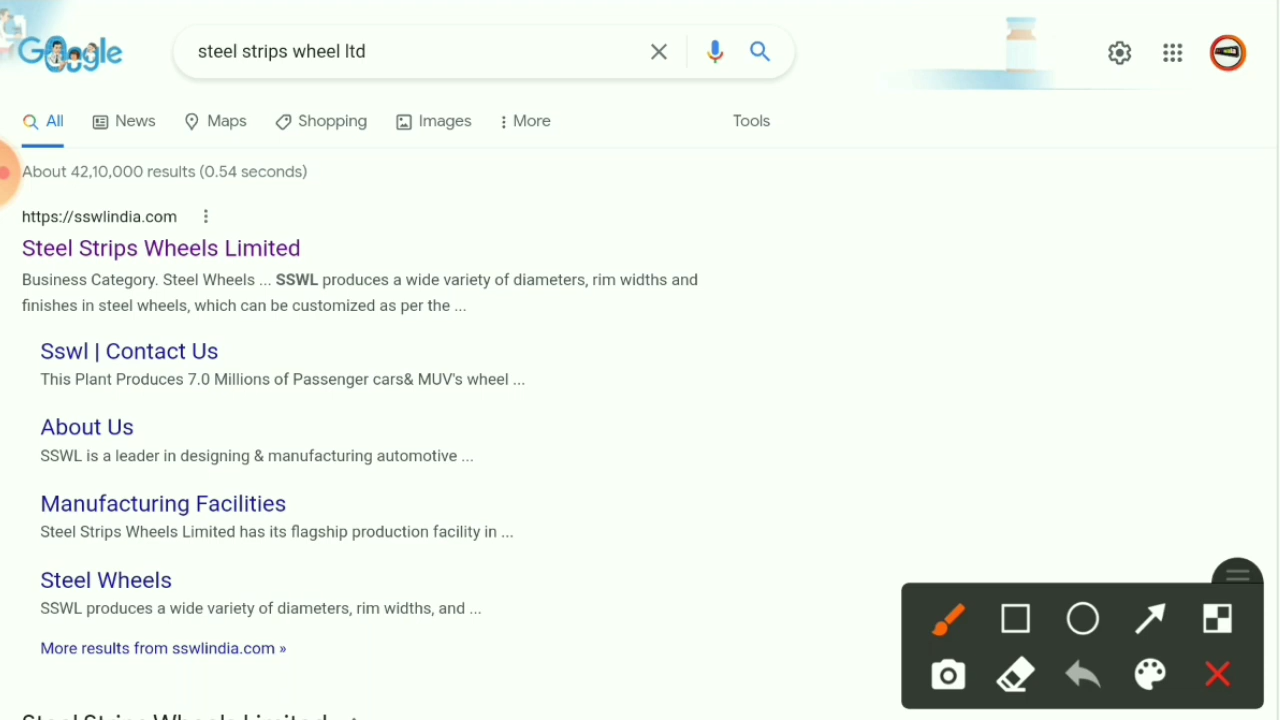 Google
steel strips wheel ltd
All
News
Maps
Shopping
Images
More
Tools
About 42,10,000 results (0.54 seconds)
https://sswlindia.com
Steel Strips Wheels Limited
Business Category. Steel Wheels ... SSWL produces a wide variety of diameters, rim widths and
finishes in steel wheels, which can be customized as per the ...
Sswl | Contact Us
This Plant Produces 7.0 Millions of Passenger cars& MUV's wheel ...
About Us
SSWL is a leader in designing & manufacturing automotive ...
Manufacturing Facilities
Steel Strips Wheels Limited has its flagship production facility in ...
Steel Wheels
SSWL produces a wide variety of diameters, rim widths, and ...
More results from sswlindia.com »
Steel Strips Wheels Limited